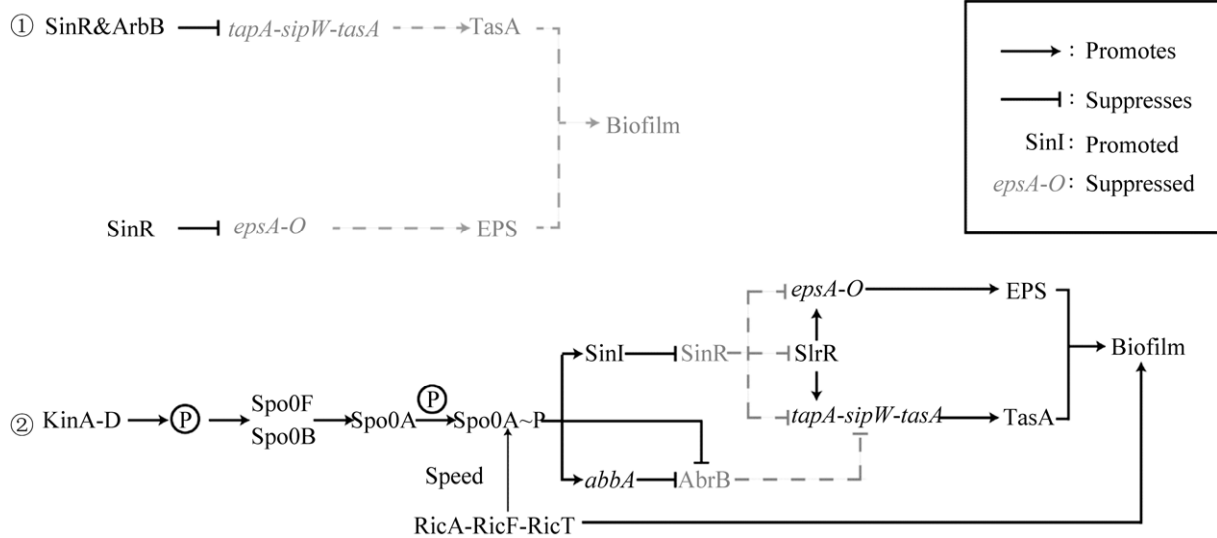 ① SinR&ArbB tapA-sipW-tasA TasA
Biofilm
SinR epsA-O EPS
: Promotes
: Suppresses
SinI: Promoted
epsA-O: Suppressed
② KinA-D P Spo0F Spo0A P Spo0A~P
Spo0B
SinI SinR SlrR
epsA-O EPS
Biofilm
tapA-sipW-tasA TasA
abbA AbrB
Speed
RicA-RicF-RicT